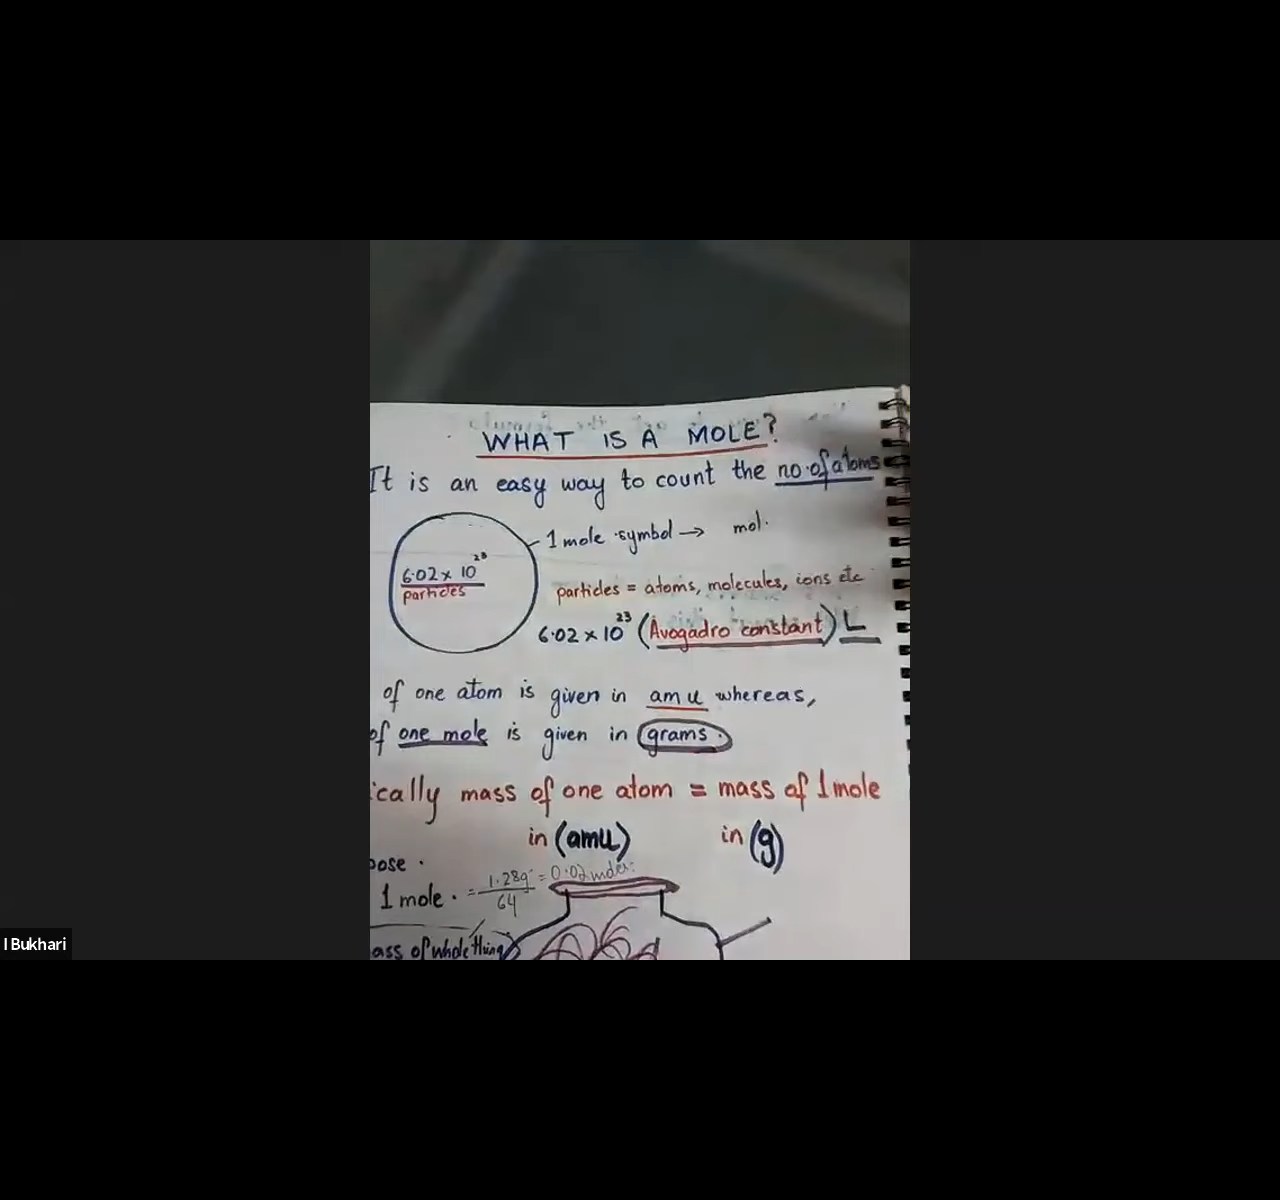 WHAT IS A MOLE?
It is an easy way to count the no. of atoms
1 mole symbol → mol.
6.02 x 10²³
particles
particles = atoms, molecules, ions etc
6.02 x 10²³ (Avogadro constant) L
of one atom is given in amu whereas,
of one mole is given in grams.
ically mass of one atom = mass of 1 mole
in (amu) in (g)
pose.
1 mole. = 1.28g / 64 = 0.02 moles.
ass of whole thing
I Bukhari